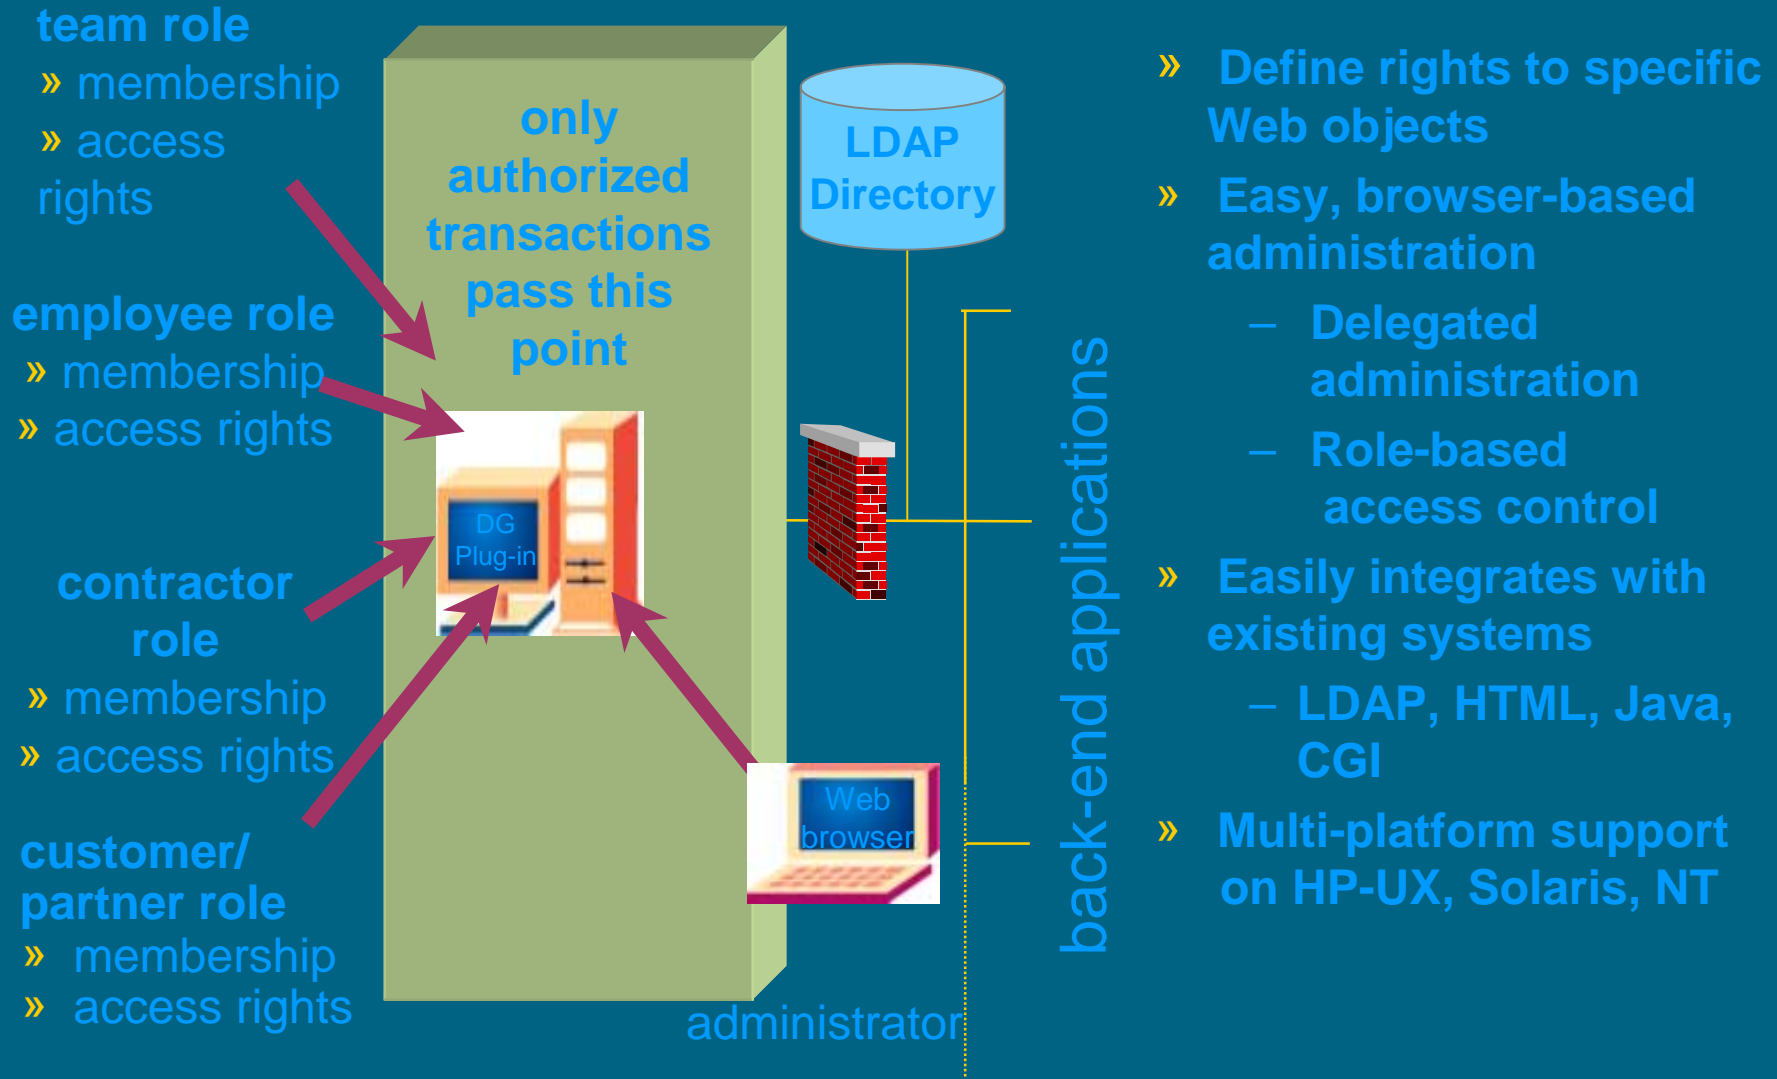 team role
» membership
» access
rights
employee role
» membership
» access rights
contractor
role
» membership
» access rights
customer/
partner role
» membership
» access rights
only
authorized
transactions
pass this
point
DG
Plug-in
LDAP
Directory
Web
browser
administrator
back-end applications
» Define rights to specific
Web objects
» Easy, browser-based
administration
– Delegated
administration
– Role-based
access control
» Easily integrates with
existing systems
– LDAP, HTML, Java,
CGI
» Multi-platform support
on HP-UX, Solaris, NT